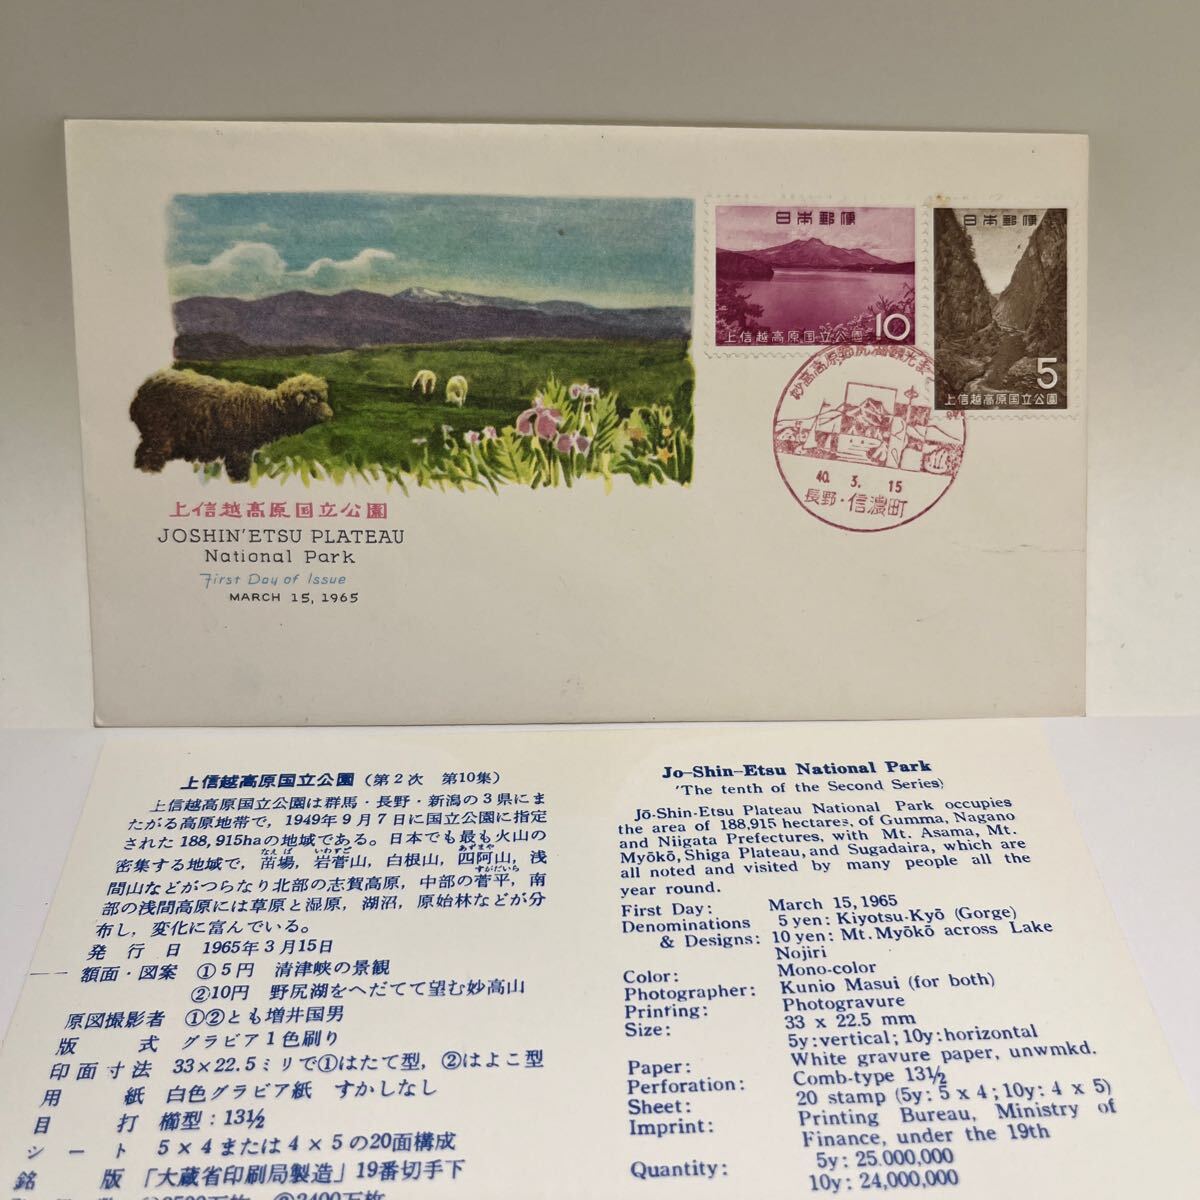 日本郵便
10
上信越高原国立公園
日本郵便
5
上信越高原国立公園
40. 3. 15
長野・信濃町
上信越高原国立公園
JOSHIN'ETSU PLATEAU
National Park
First Day of Issue
MARCH 15, 1965
上信越高原国立公園（第2次 第10集）
上信越高原国立公園は群馬・長野・新潟の3県にま
たがる高原地帯で，1949年9月7日に国立公園に指定
された188,915haの地域である。日本でも最も火山の
密集する地域で，苗場，岩菅山，白根山，四阿山，浅
間山などがつらなり北部の志賀高原，中部の菅平，南
部の浅間高原には草原と湿原，湖沼，原始林などが分
布し，変化に富んでいる。
発行日 1965年3月15日
額面・図案 ①5円 清津峡の景観
②10円 野尻湖をへだてて望む妙高山
原図撮影者 ①②とも増井国男
版式 グラビア1色刷り
印面寸法 33×22.5ミリで①はたて型，②はよこ型
用紙 白色グラビア紙 すかしなし
目打 櫛型：13½
シート 5×4または4×5の20面構成
銘版 「大蔵省印刷局製造」19番切手下
Jo-Shin-Etsu National Park
'The tenth of the Second Series)
Jō-Shin-Etsu Plateau National Park occupies
the area of 188,915 hectares, of Gumma, Nagano
and Niigata Prefectures, with Mt. Asama, Mt.
Myōkō, Shiga Plateau, and Sugadaira, which are
all noted and visited by many people all the
year round.
First Day: March 15, 1965
Denominations 5 yen: Kiyotsu-Kyō (Gorge)
& Designs: 10 yen: Mt. Myōkō across Lake
Nojiri
Color: Mono-color
Photographer: Kunio Masui (for both)
Printing: Photogravure
Size: 33 x 22.5 mm
5y:vertical; 10y:horizontal
Paper: White gravure paper, unwmkd.
Perforation: Comb-type 13½
Sheet: 20 stamp (5y: 5 x 4; 10y: 4 x 5)
Imprint: Printing Bureau, Ministry of
Finance, under the 19th
Quantity: 5y: 25.000,000
10y: 24,000,000